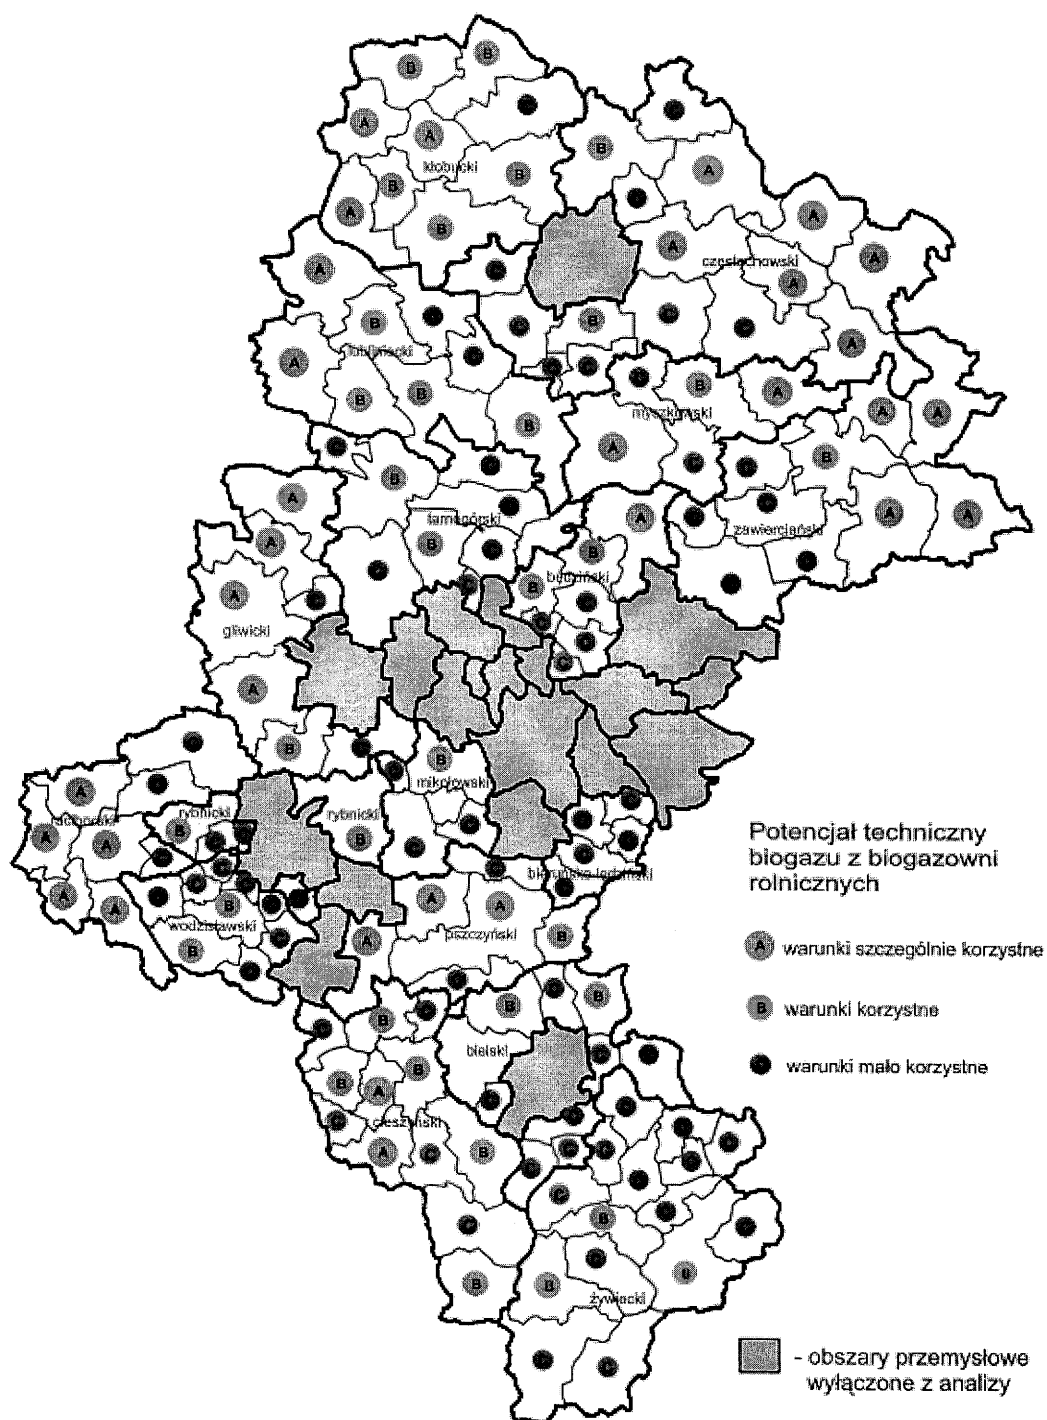 B
B
C
C
A
A
B
kłobucki
B
A
B
B
C
A
B
A
A
częstochowski
A
C
A
A
B
C
lubliniecki
C
C
B
C
C
A
A
B
B
C
C
C
B
A
myszkowski
A
A
B
A
C
C
B
C
C
B
A
C
tarnogórski
B
C
A
C
C
zawierciański
A
A
A
A
C
C
B
będziński
B
C
C
C
C
C
C
gliwicki
A
C
B
C
C
B
mikołowski
A
C
raciborski
A
A
rybnicki
B
C
C
C
rybnicki
B
C
C
C
C
C
C
C
bieruńsko-lędziński
C
C
A
A
C
C
C
B
wodzisławski
B
C
C
C
C
A
A
A
pszczyński
B
C
C
B
C
B
C
B
bielski
C
C
B
A
B
C
cieszyński
A
C
B
C
C
C
C
C
C
C
C
C
C
C
C
B
C
C
B
B
C
B
żywiecki
C
C
Potencjał techniczny
biogazu z biogazowni
rolniczych
A warunki szczególnie korzystne
B warunki korzystne
C warunki mało korzystne
- obszary przemysłowe
wyłączone z analizy